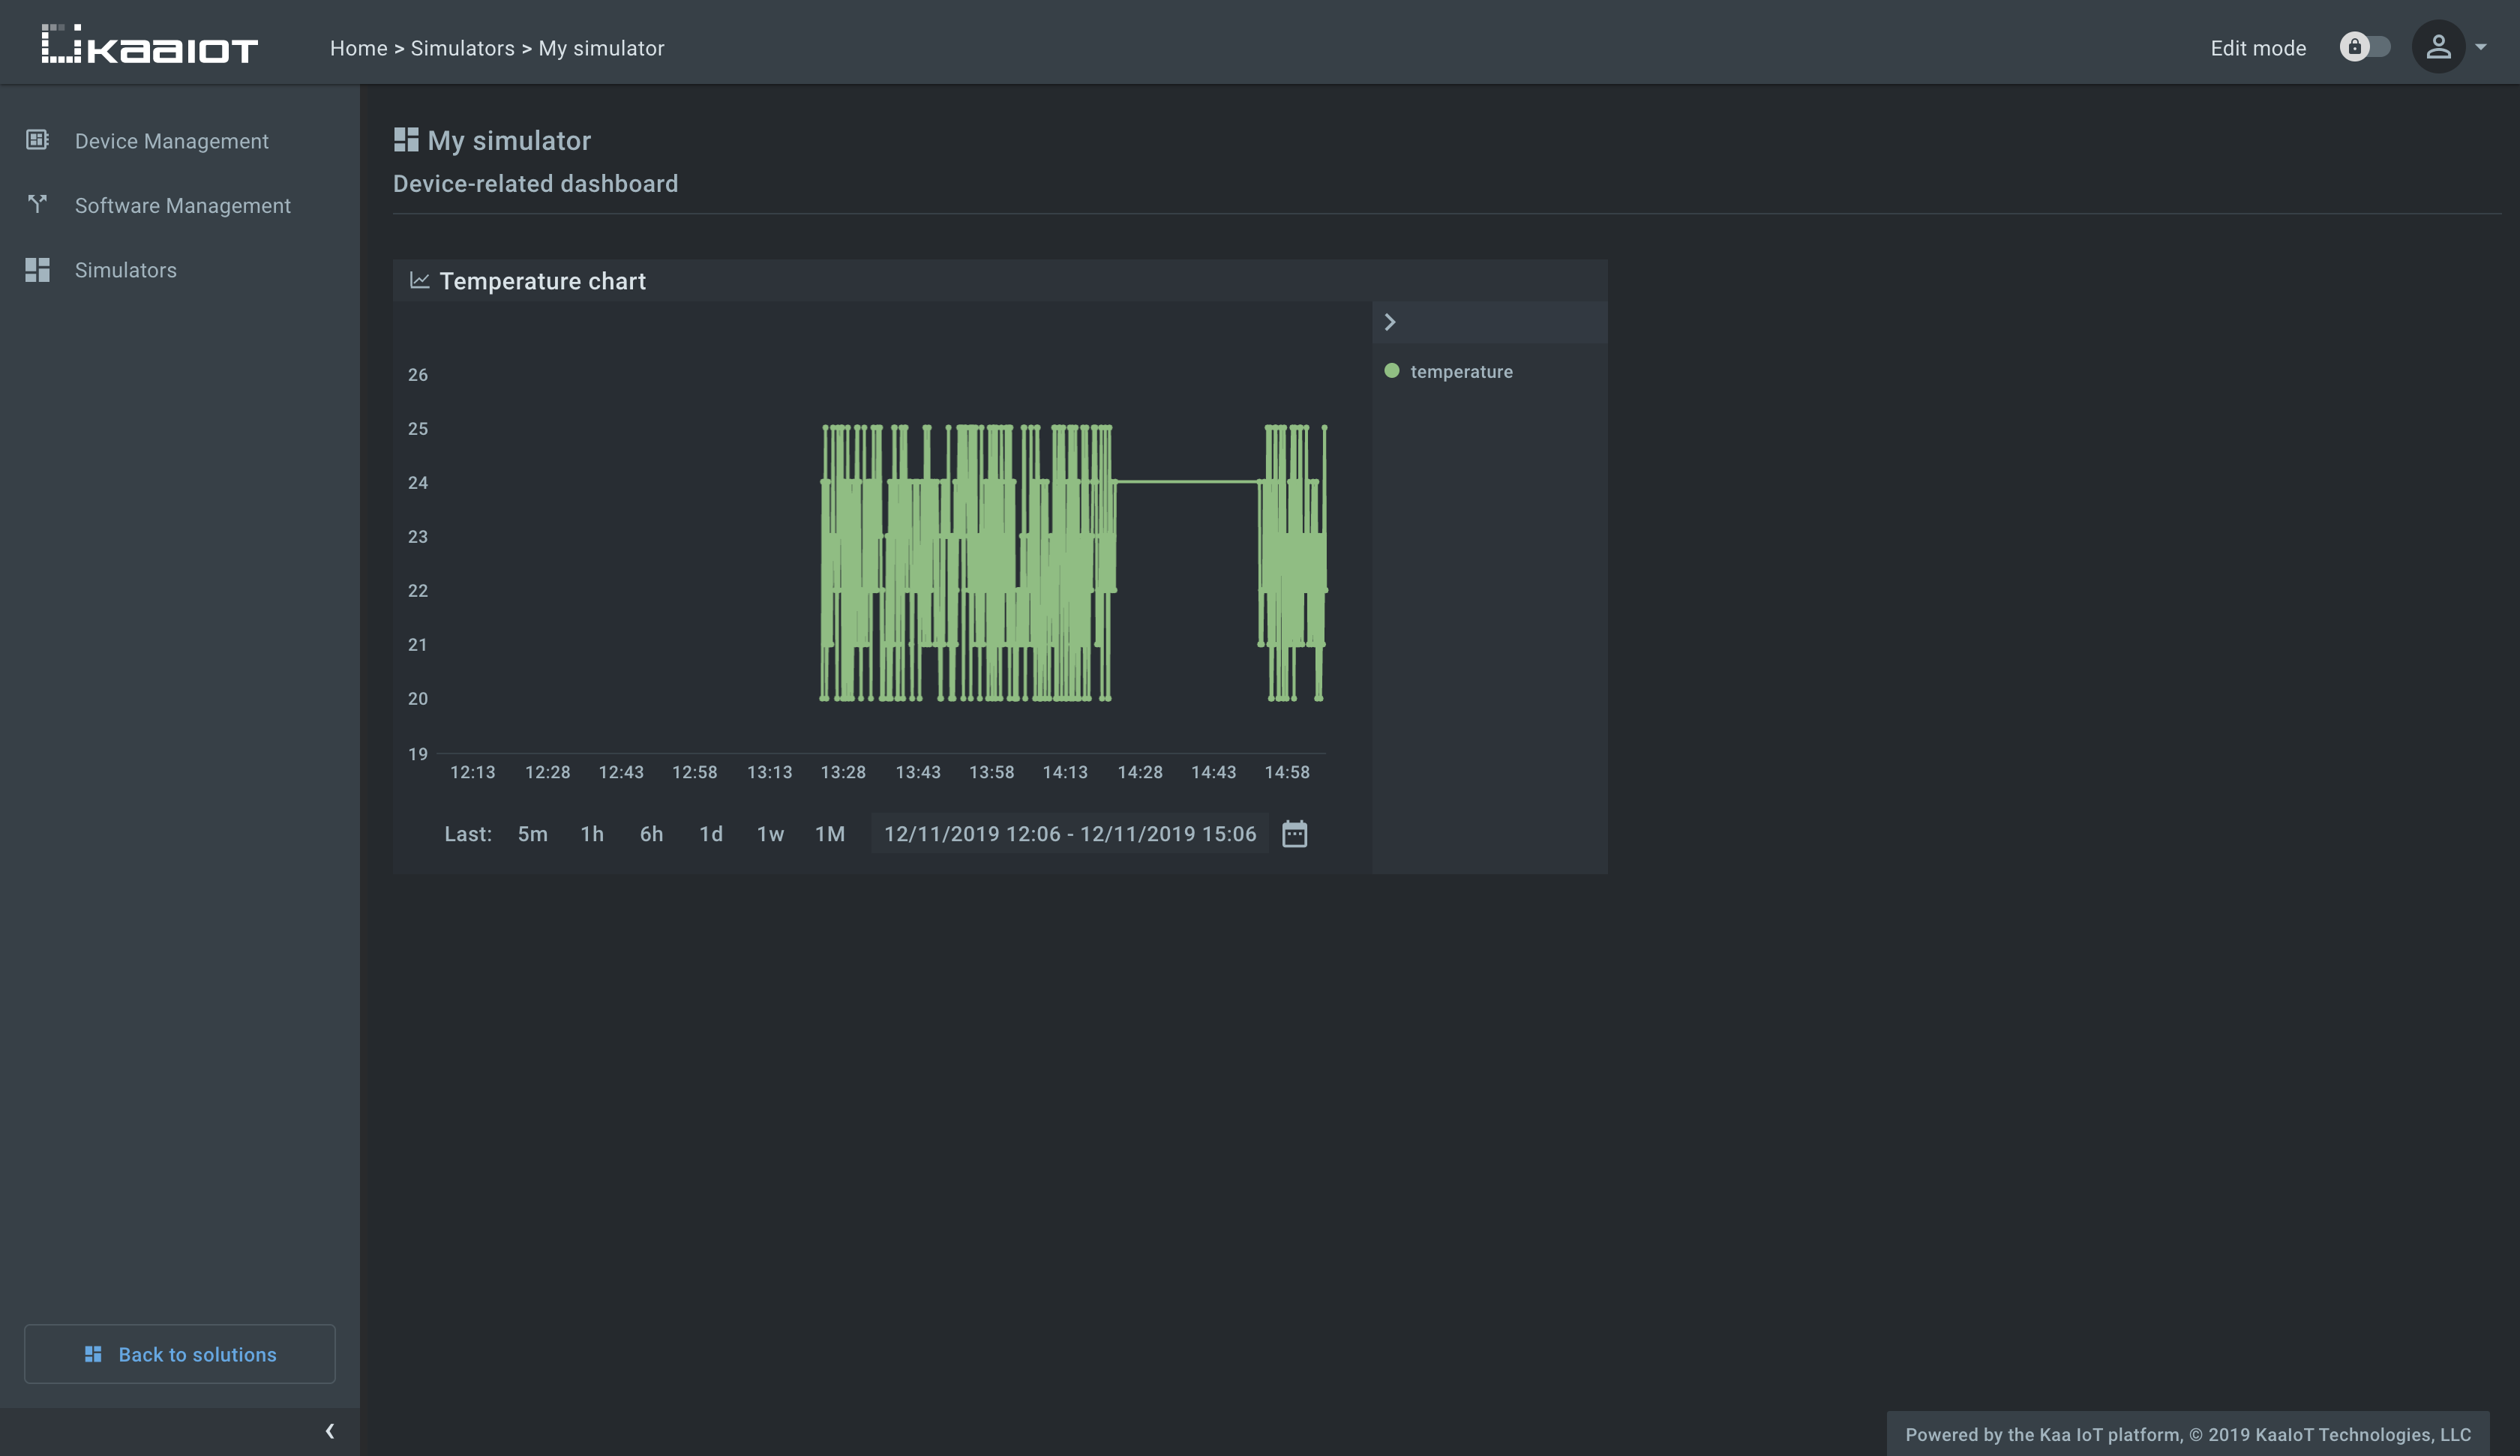 KaaIoT
Home > Simulators > My simulator
Edit mode
Device Management
Software Management
Simulators
My simulator
Device-related dashboard
Temperature chart
temperature
26
25
24
23
22
21
20
19
12:13 12:28 12:43 12:58 13:13 13:28 13:43 13:58 14:13 14:28 14:43 14:58
Last: 5m 1h 6h 1d 1w 1M 12/11/2019 12:06 - 12/11/2019 15:06
Back to solutions
Powered by the Kaa IoT platform, © 2019 KaaIoT Technologies, LLC